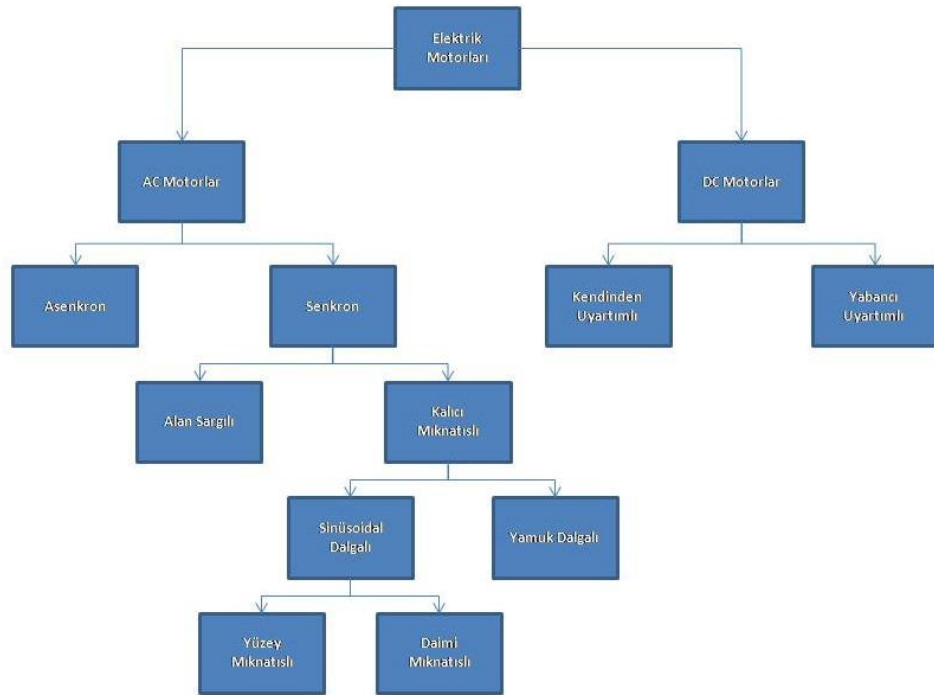 Elektrik
Motorları
AC Motorlar
DC Motorlar
Asenkron
Senkron
Kendinden
Uyartımlı
Yabancı
Uyartımlı
Alan Sargılı
Kalıcı
Mıknatıslı
Sinüsoidal
Dalgalı
Yamuk Dalgalı
Yüzey
Mıknatıslı
Daimi
Mıknatıslı